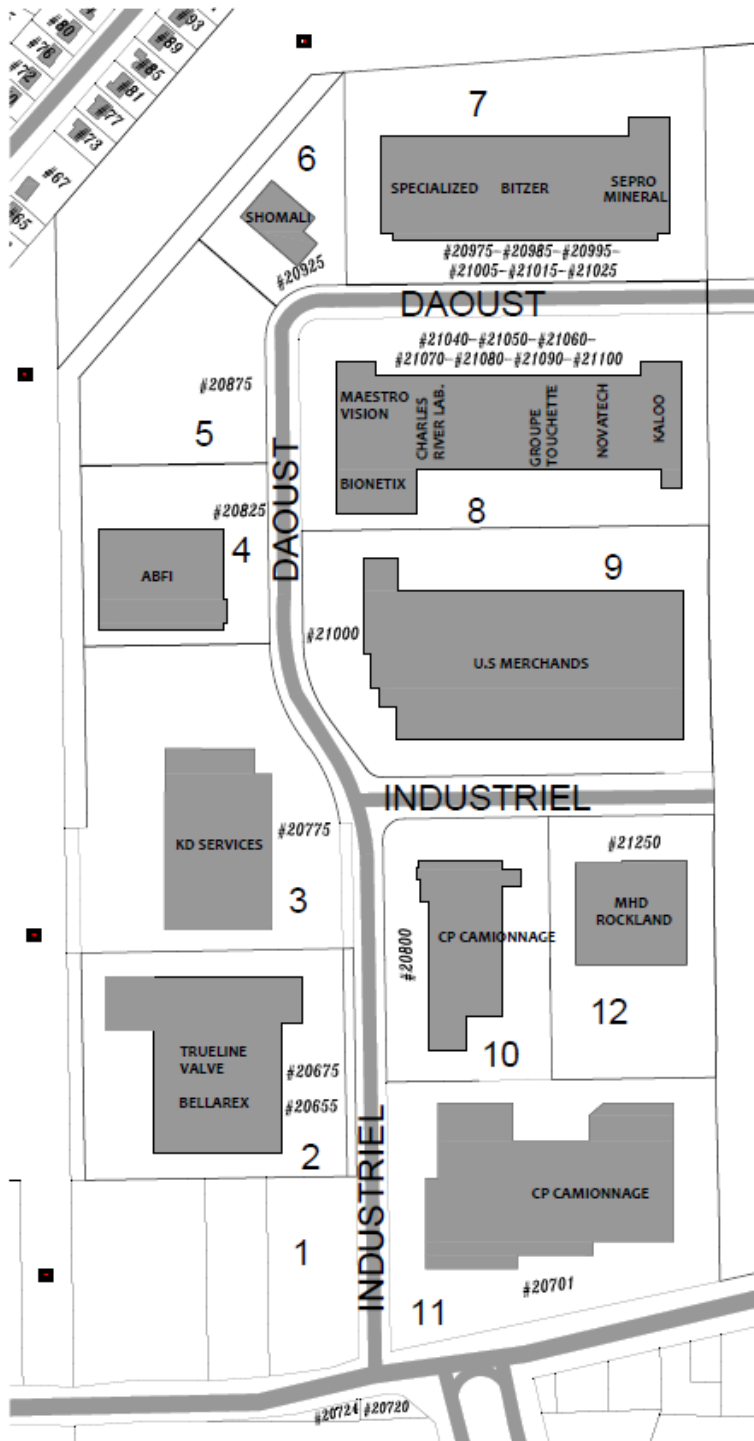 #93
#80
#89
#76
#85
#72
#81
#77
#73
#67
#65
7
6
SPECIALIZED BITZER SEPRO
MINERAL
SHOMALI
#20975-#20985-#20995-
#21005-#21015-#21025
#20925
DAOUST
#21040-#21050-#21060-
#21070-#21080-#21090-#21100
#20875
MAESTRO
VISION
CHARLES
RIVER LAB.
GROUPE
TOUCHETTE
NOVATECH
KALOO
5
DAOUST
BIONETIX
#20825
8
4
9
ABFI
#21000
U.S MERCHANDS
INDUSTRIEL
#20775
KD SERVICES
#21250
3
MHD
ROCKLAND
CP CAMIONNAGE
#20800
12
10
TRUELINE
VALVE
#20675
BELLAREX
#20655
2
INDUSTRIEL
CP CAMIONNAGE
1
#20701
11
#20724 #20720